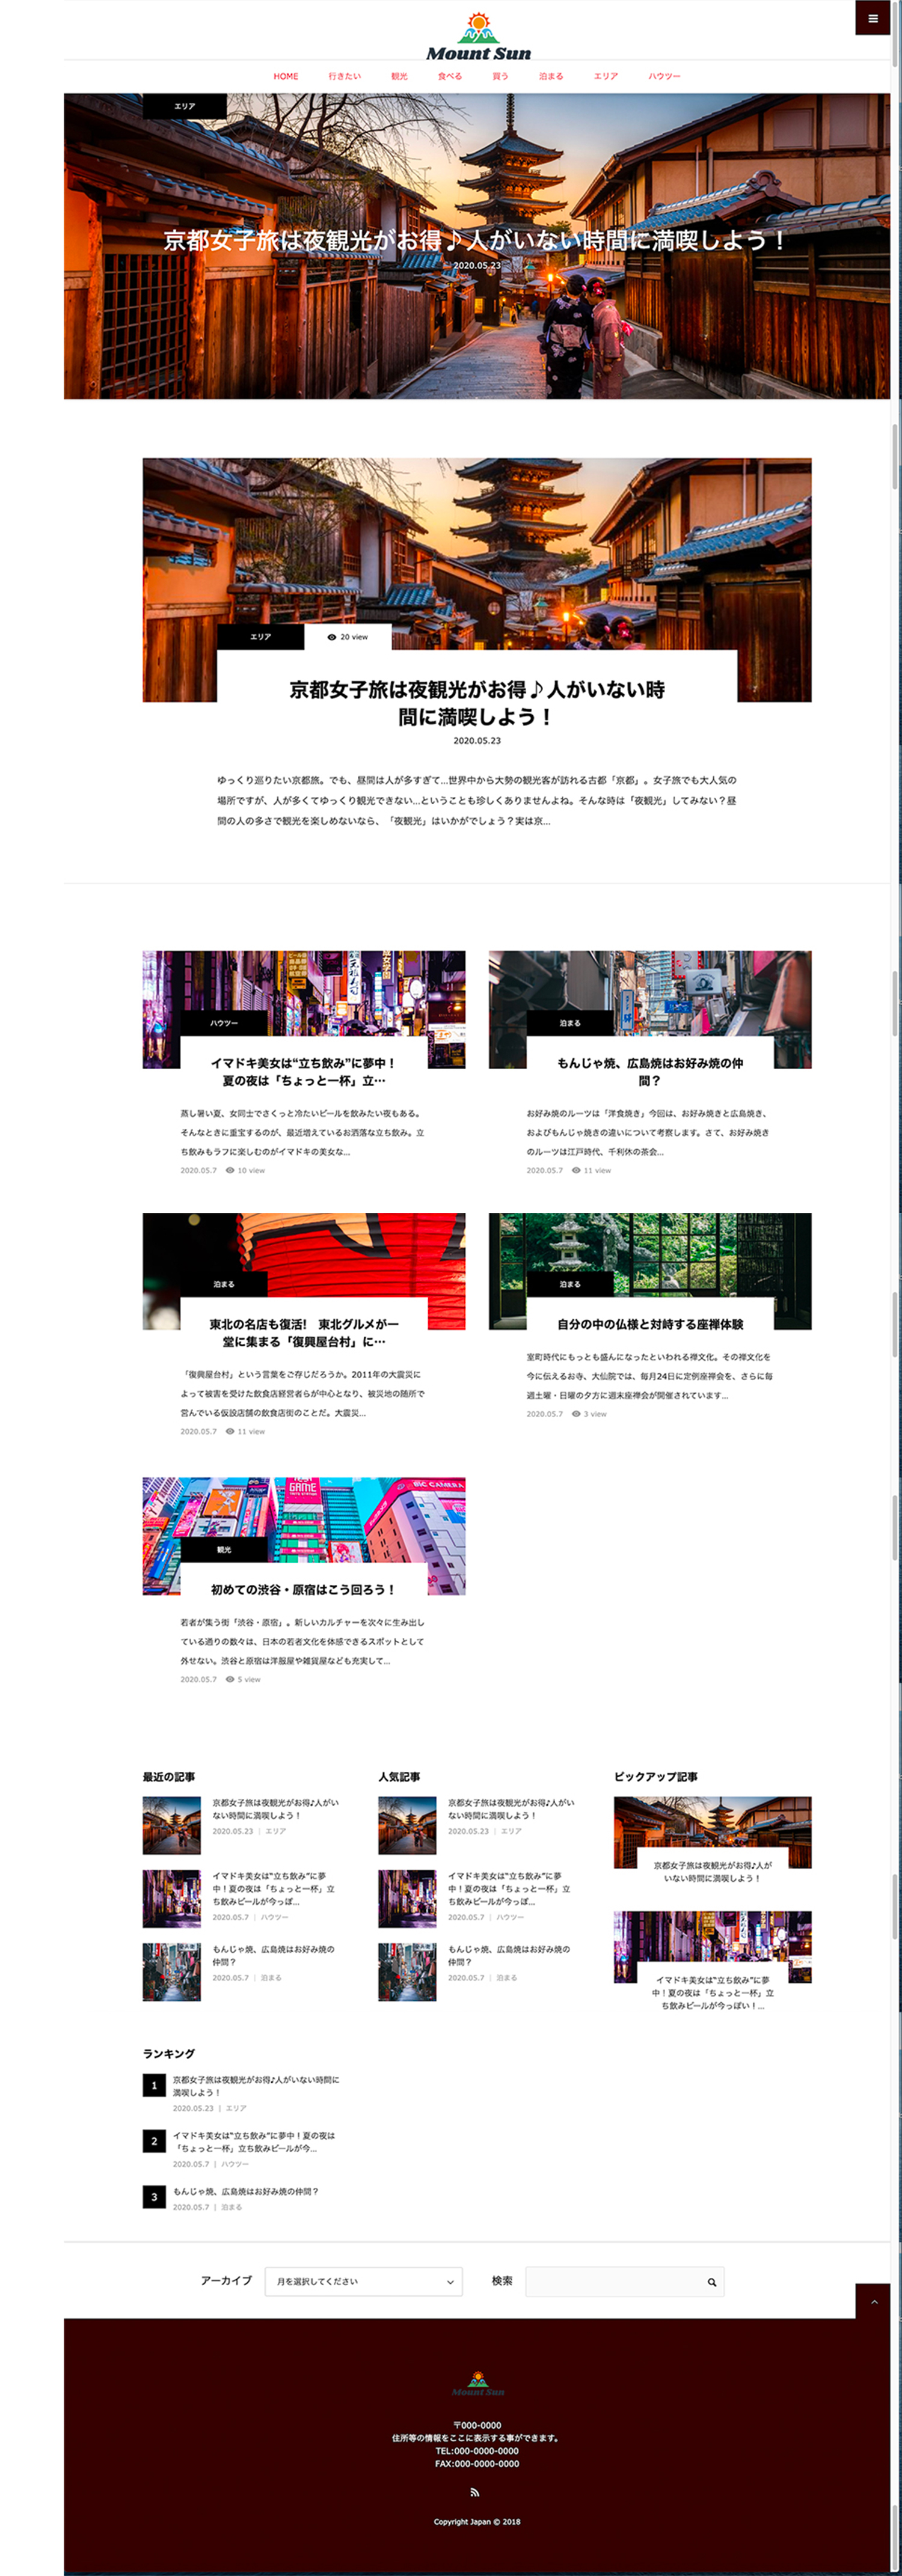 Mount Sun
HOME 行きたい 観光 食べる 買う 泊まる エリア ハウツー
エリア
京都女子旅は夜観光がお得♪人がいない時間に満喫しよう！
2020.05.23
エリア 20 view
京都女子旅は夜観光がお得♪人がいない時
間に満喫しよう！
2020.05.23
ゆっくり巡りたい京都旅。でも、昼間は人が多すぎて…世界中から大勢の観光客が訪れる古都「京都」。女子旅でも大人気の
場所ですが、人が多くてゆっくり観光できない…ということも珍しくありませんよね。そんな時は「夜観光」してみない？昼
間の人の多さで観光を楽しめないなら、「夜観光」はいかがでしょう？実は京…
ハウツー
イマドキ美女は“立ち飲み”に夢中！
夏の夜は「ちょっと一杯」立…
蒸し暑い夏、女同士でさくっと冷たいビールを飲みたい夜もある。
そんなときに重宝するのが、最近増えているお洒落な立ち飲み。立
ち飲みもラフに楽しむのがイマドキの美女な…
2020.05.7 10 view
泊まる
もんじゃ焼、広島焼はお好み焼の仲
間？
お好み焼のルーツは「洋食焼き」今回は、お好み焼きと広島焼き、
およびもんじゃ焼きの違いについて考察します。さて、お好み焼き
のルーツは江戸時代、千利休の茶会…
2020.05.7 11 view
泊まる
東北の名店も復活!　東北グルメが一
堂に集まる「復興屋台村」に…
「復興屋台村」という言葉をご存じだろうか。2011年の大震災に
よって被害を受けた飲食店経営者らが中心となり、被災地の随所で
営んでいる仮設店舗の飲食店街のことだ。大震災…
2020.05.7 11 view
泊まる
自分の中の仏様と対峙する座禅体験
室町時代にもっとも盛んになったといわれる禅文化。その禅文化を
今に伝えるお寺、大仙院では、毎月24日に定例座禅会を、さらに毎
週土曜・日曜の夕方に週末座禅会が開催されています…
2020.05.7 3 view
GAME
BIC CAMERA
観光
初めての渋谷・原宿はこう回ろう！
若者が集う街「渋谷・原宿」。新しいカルチャーを次々に生み出し
ている通りの数々は、日本の若者文化を体感できるスポットとして
外せない。渋谷と原宿は洋服屋や雑貨屋なども充実して…
2020.05.7 5 view
最近の記事
京都女子旅は夜観光がお得♪人がい
ない時間に満喫しよう！
2020.05.23 | エリア
イマドキ美女は“立ち飲み”に夢
中！夏の夜は「ちょっと一杯」立
ち飲みビールが今っぽ…
2020.05.7 | ハウツー
もんじゃ焼、広島焼はお好み焼の
仲間？
2020.05.7 | 泊まる
人気記事
京都女子旅は夜観光がお得♪人がい
ない時間に満喫しよう！
2020.05.23 | エリア
イマドキ美女は“立ち飲み”に夢
中！夏の夜は「ちょっと一杯」立
ち飲みビールが今っぽ…
2020.05.7 | ハウツー
もんじゃ焼、広島焼はお好み焼の
仲間？
2020.05.7 | 泊まる
ピックアップ記事
京都女子旅は夜観光がお得♪人が
いない時間に満喫しよう！
イマドキ美女は“立ち飲み”に夢
中！夏の夜は「ちょっと一杯」立
ち飲みビールが今っぽい！…
ランキング
1 京都女子旅は夜観光がお得♪人がいない時間に
満喫しよう！
2020.05.23 | エリア
2 イマドキ美女は“立ち飲み”に夢中！夏の夜は
「ちょっと一杯」立ち飲みビールが今…
2020.05.7 | ハウツー
3 もんじゃ焼、広島焼はお好み焼の仲間？
2020.05.7 | 泊まる
アーカイブ 月を選択してください 検索
Mount Sun
〒000-0000
住所等の情報をここに表示する事ができます。
TEL:000-0000-0000
FAX:000-0000-0000
Copyright Japan © 2018